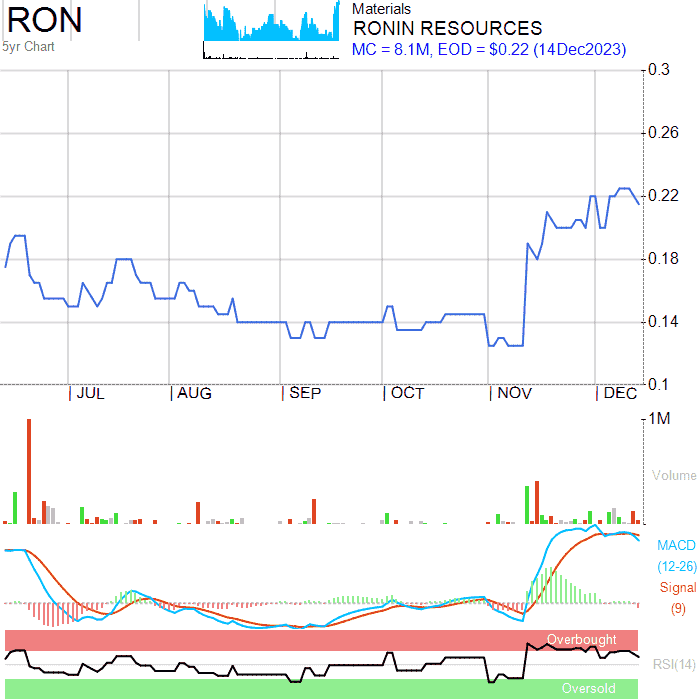 RON
5yr Chart
Materials
RONIN RESOURCES
MC = 8.1M, EOD = $0.22 (14Dec2023)
0.3
0.26
0.22
0.18
0.14
0.1
JUL AUG SEP OCT NOV DEC
1M
Volume
MACD
(12-26)
Signal
(9)
Overbought
RSI(14)
Oversold